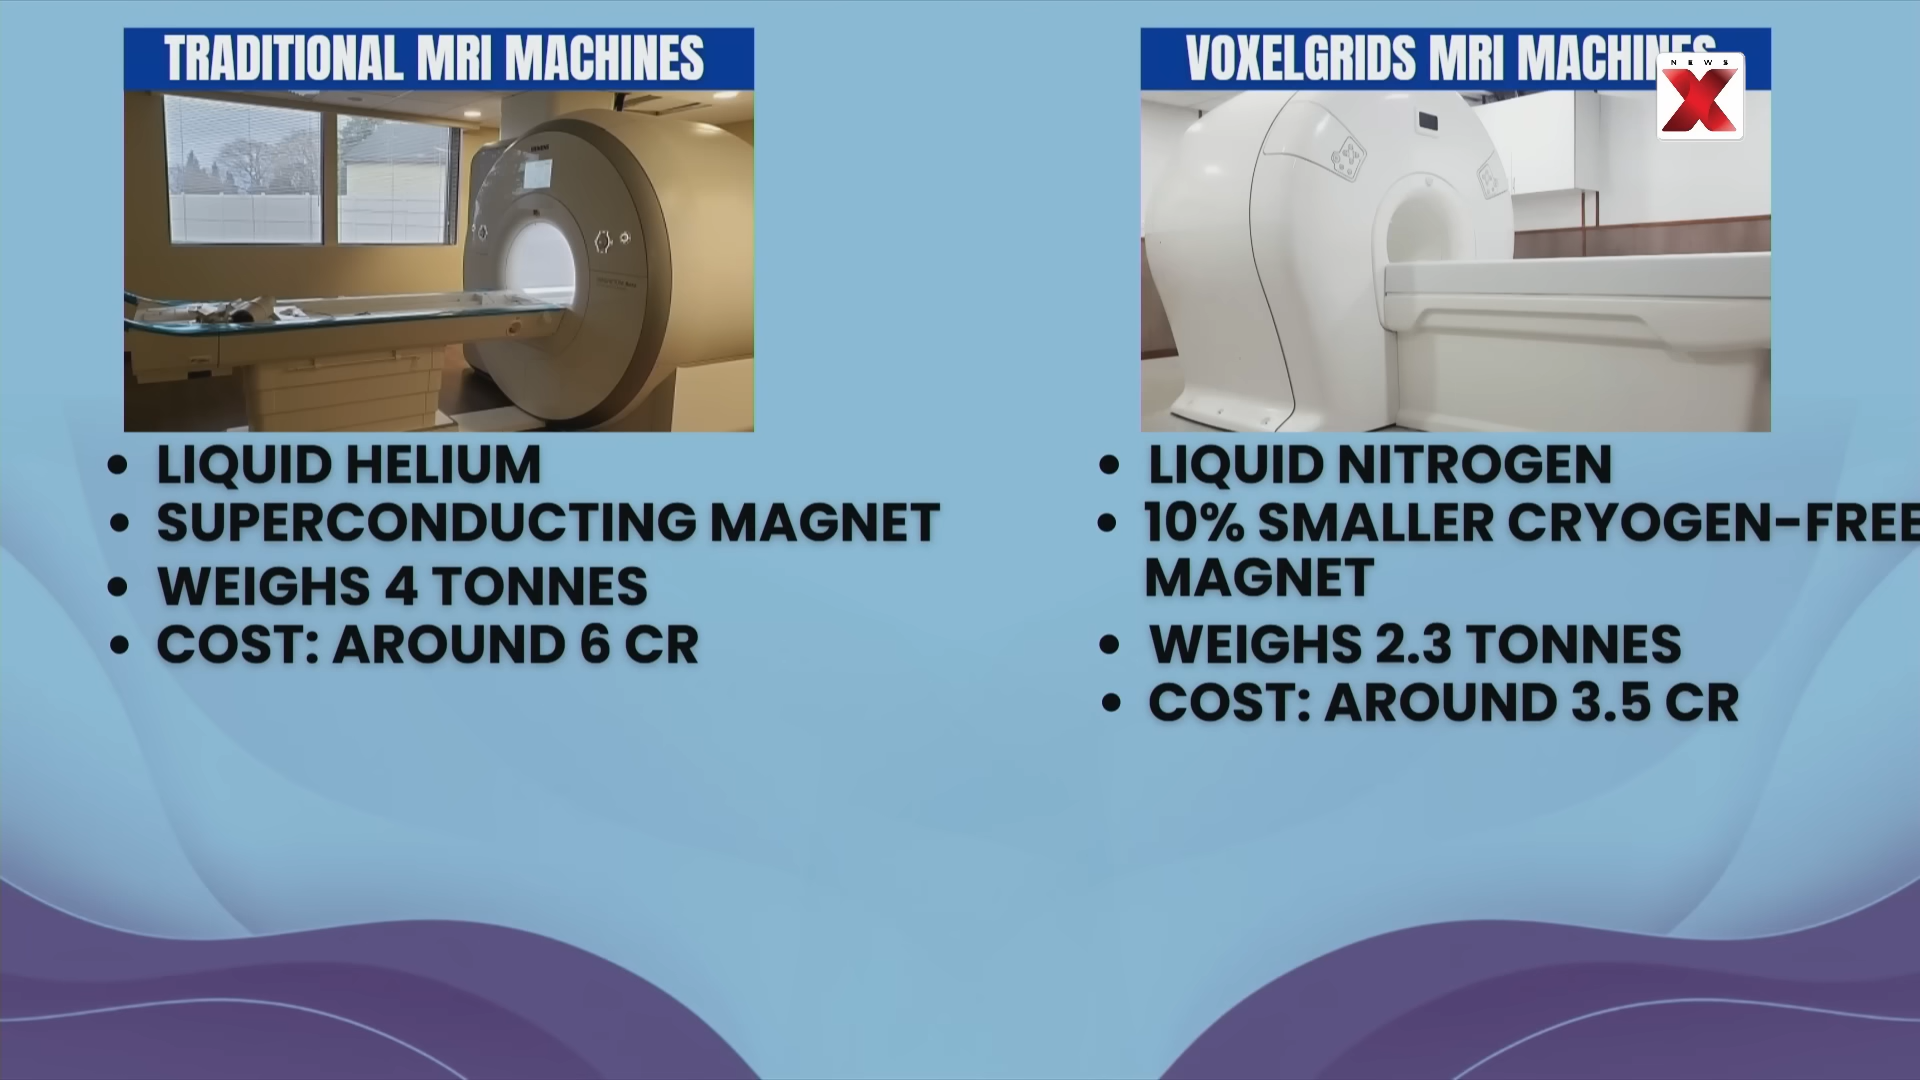 TRADITIONAL MRI MACHINES
LIQUID HELIUM
SUPERCONDUCTING MAGNET
WEIGHS 4 TONNES
COST: AROUND 6 CR
VOXELGRIDS MRI MACHINES
NEWS
X
LIQUID NITROGEN
10% SMALLER CRYOGEN-FREE
MAGNET
WEIGHS 2.3 TONNES
COST: AROUND 3.5 CR